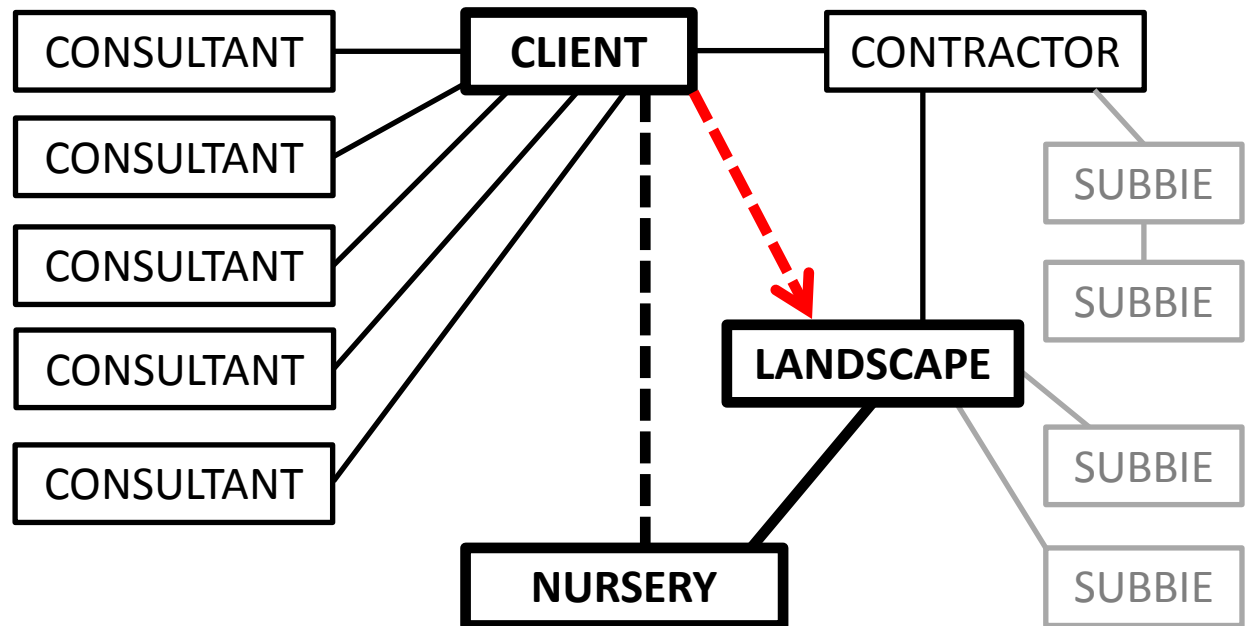 CONSULTANT
CLIENT
CONTRACTOR
CONSULTANT
SUBBIE
CONSULTANT
SUBBIE
CONSULTANT
LANDSCAPE
CONSULTANT
SUBBIE
NURSERY
SUBBIE